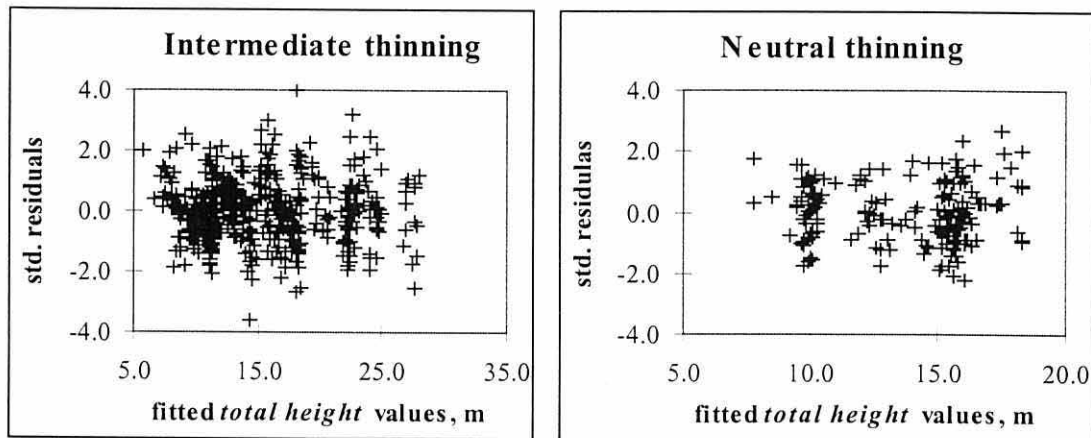 Intermediate thinning
4.0
2.0
0.0
-2.0
-4.0
std. residuals
5.0 15.0 25.0 35.0
fitted total height values, m
Neutral thinning
4.0
2.0
0.0
-2.0
-4.0
std. residulas
5.0 10.0 15.0 20.0
fitted total height values, m